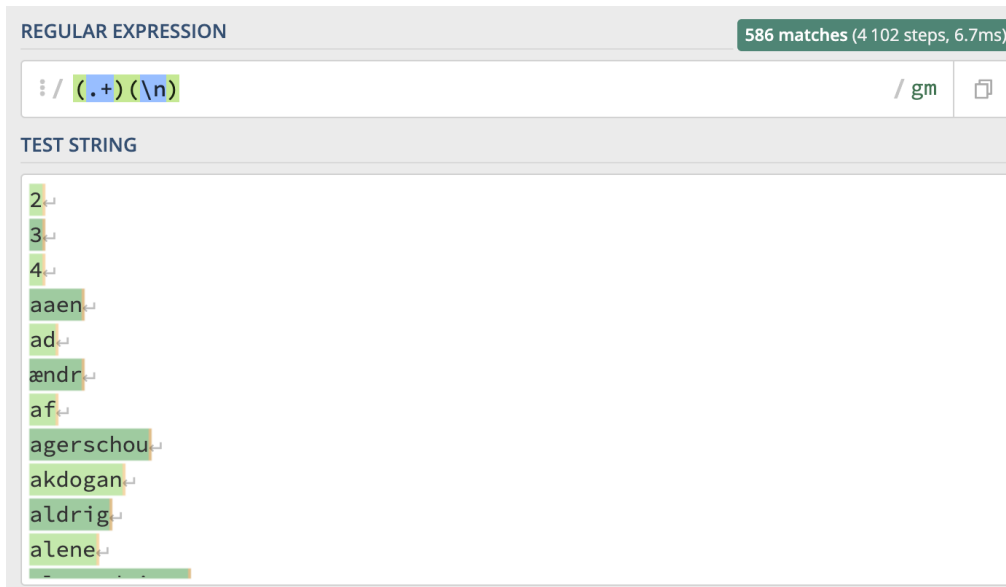 REGULAR EXPRESSION
586 matches (4 102 steps, 6.7ms)
/ (.+)(\n) / gm
TEST STRING
2↵
3↵
4↵
aaen↵
ad↵
ændr↵
af↵
agerschou↵
akdogan↵
aldrig↵
alene↵